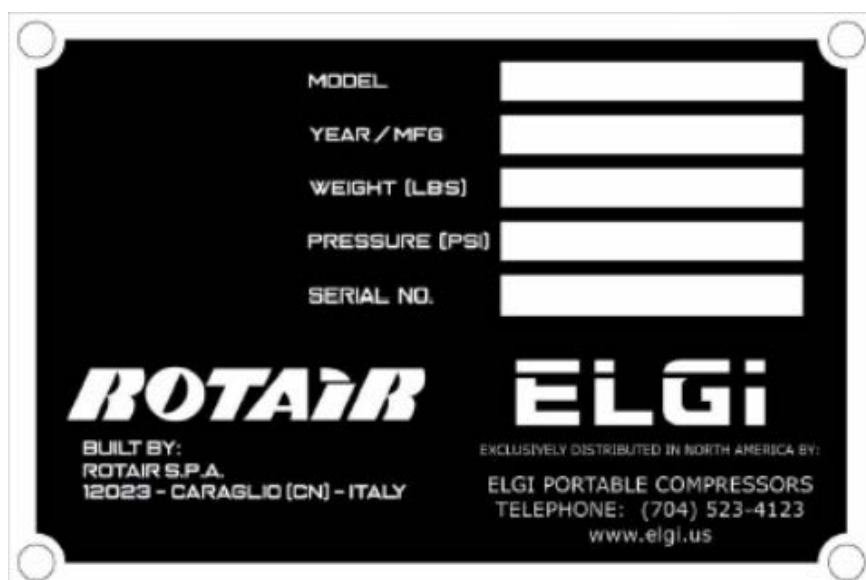 MODEL
YEAR/MFG
WEIGHT (LBS)
PRESSURE (PSI)
SERIAL NO.
ROTAIR
BUILT BY:
ROTAIR S.P.A.
12023 - CARAGLIO (CN) - ITALY
ELGi
EXCLUSIVELY DISTRIBUTED IN NORTH AMERICA BY:
ELGI PORTABLE COMPRESSORS
TELEPHONE: (704) 523-4123
www.elgi.us